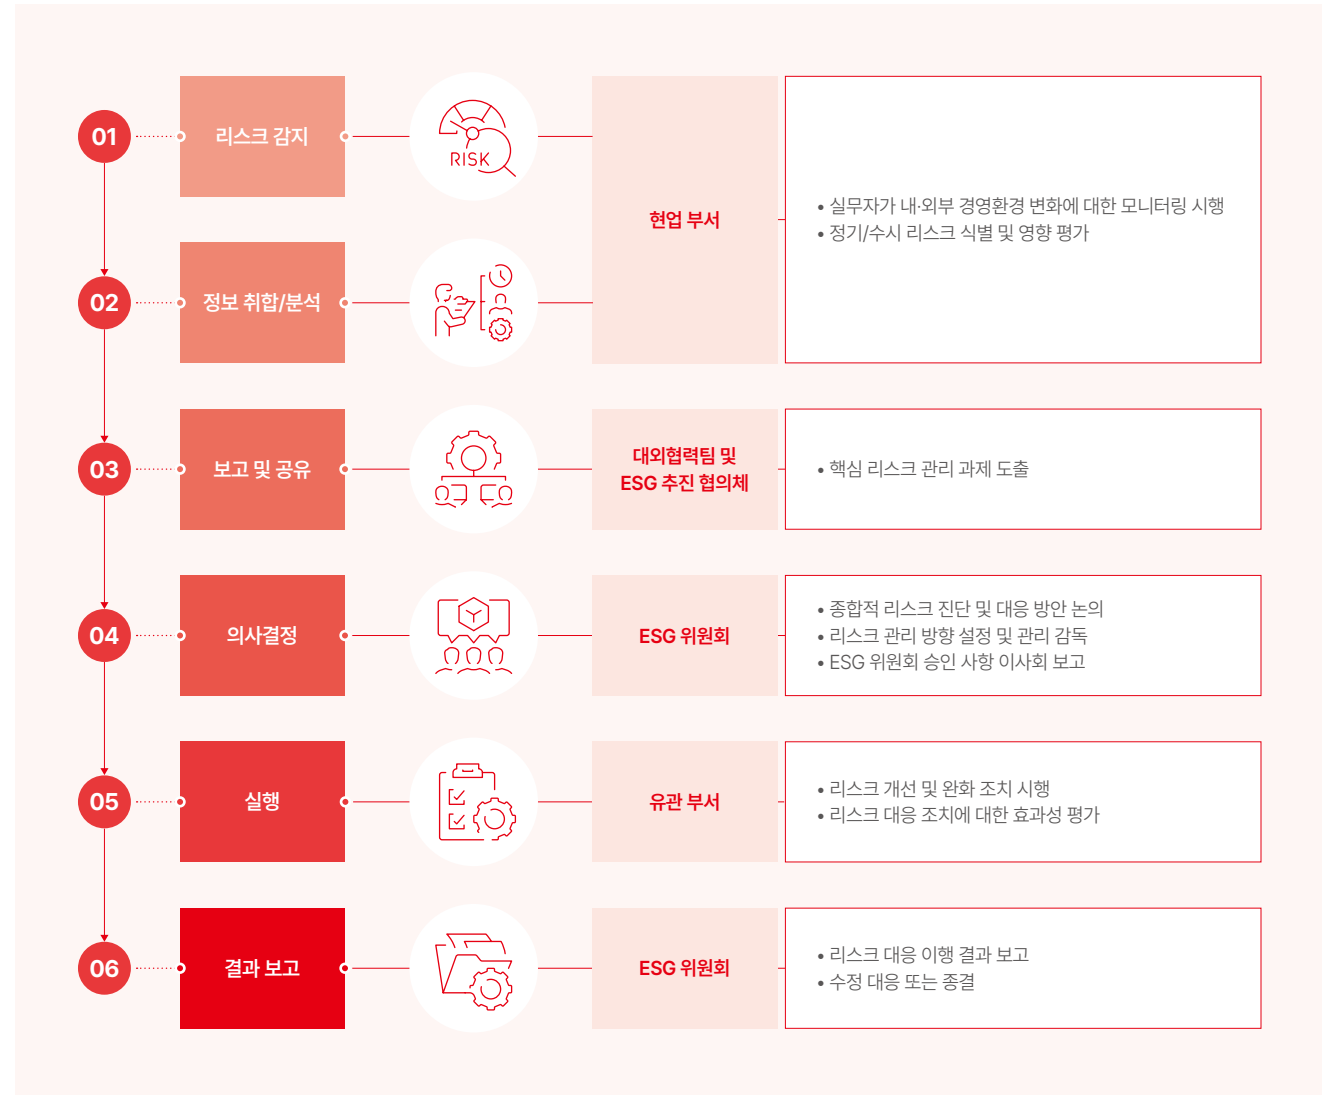 01
리스크 감지
RISK
현업 부서
• 실무자가 내·외부 경영환경 변화에 대한 모니터링 시행
• 정기/수시 리스크 식별 및 영향 평가
02
정보 취합/분석
03
보고 및 공유
대외협력팀 및
ESG 추진 협의체
• 핵심 리스크 관리 과제 도출
04
의사결정
ESG 위원회
• 종합적 리스크 진단 및 대응 방안 논의
• 리스크 관리 방향 설정 및 관리 감독
• ESG 위원회 승인 사항 이사회 보고
05
실행
유관 부서
• 리스크 개선 및 완화 조치 시행
• 리스크 대응 조치에 대한 효과성 평가
06
결과 보고
ESG 위원회
• 리스크 대응 이행 결과 보고
• 수정 대응 또는 종결